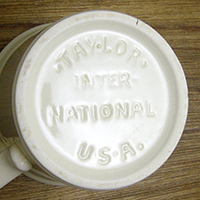 ·TAYLOR·
INTER
NATIONAL
U·S·A·